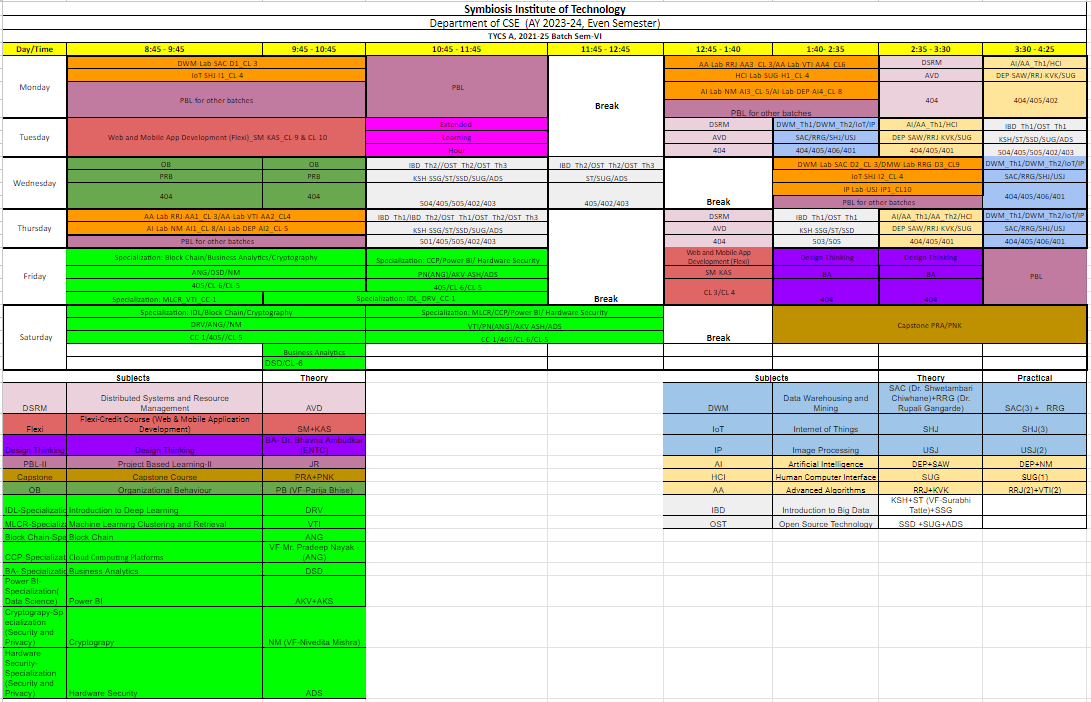 Symbiosis Institute of Technology
Department of CSE (AY 2023-24, Even Semester)
TYCS A, 2021-25 Batch Sem-VI
Day/Time 8:45 - 9:45 9:45 - 10:45 10:45 - 11:45 11:45 - 12:45 12:45 - 1:40 1:40- 2:35 2:35 - 3:30 3:30 - 4:25
Monday
DWM-Lab-SAC-D1_CL-3
IoT-SHJ-I1_CL-4
PBL for other batches
PBL
Break
AA-Lab-RRJ-AA3_CL-3/AA-Lab-VTI-AA4_CL6
HCI-Lab-SUG-H1_CL-4
AI-Lab-NM-AI3_CL-5/AI-Lab-DEP-AI4_CL-8
PBL for other batches
DSRM
AVD
404
AI/AA_Th1/HCI
DEP-SAW/RRJ-KVK/SUG
404/405/402
Tuesday
Web and Mobile App Development (Flexi)_SM-KAS_CL-9 & CL-10
Extended
Learning
Hour
DSRM
AVD
404
DWM_Th1/DWM_Th2/IoT/IP
SAC/RRG/SHJ/USJ
404/405/406/401
AI/AA_Th1/HCI
DEP-SAW/RRJ-KVK/SUG
404/405/401
IBD_Th1/OST_Th1
KSH/ST/SSD/SUG/ADS
504/405/505/402/403
Wednesday
OB OB
PRB PRB
404 404
IBD_Th2//OST_Th2/OST_Th3
KSH-SSG/ST/SSD/SUG/ADS
504/405/505/402/403
IBD_Th2/OST_Th2/OST_Th3
ST/SUG/ADS
405/402/403
Break
DWM-Lab-SAC-D2_CL-3/DMW-Lab-RRG-D3_CL9
IoT-SHJ-I2_CL-4
IP-Lab-USJ-IP1_CL10
PBL for other batches
DWM_Th1/DWM_Th2/IoT/IP
SAC/RRG/SHJ/USJ
404/405/406/401
Thursday
AA-Lab-RRJ-AA1_CL-3/AA-Lab-VTI-AA2_CL4
AI-Lab-NM-AI1_CL-8/AI-Lab-DEP-AI2_CL-5
PBL for other batches
IBD_Th1/IBD_Th2/OST_Th1/OST_Th2/OST_Th3
KSH-SSG/ST/SSD/SUG/ADS
501/405/505/402/403
DSRM
AVD
404
IBD_Th1/OST_Th1
KSH-SSG/ST/SSD
503/505
AI/AA_Th1/AA_Th2/HCI
DEP-SAW/RRJ-KVK/SUG
404/405/401
DWM_Th1/DWM_Th2/IoT/IP
SAC/RRG/SHJ/USJ
404/405/406/401
Friday
Specialization: Block Chain/Business Analytics/Cryptography
ANG/DSD/NM
405/CL-6/CL-5
Specialization: MLCR_VTI_CC-1
Specialization: CCP/Power BI/ Hardware Security
PN(ANG)/AKV-ASH/ADS
405/CL-6/CL-5
Specialization: IDL_DRV_CC-1
Break
Web and Mobile App Development (Flexi)
SM-KAS
CL-3/CL-4
Design Thinking Design Thinking
BA BA
404 404
PBL
Saturday
Specialization: IDL/Block Chain/Cryptography
DRV/ANG//NM
CC-1/405//CL-5
Business Analytics
DSD/CL-6
Specialization: MLCR/CCP/Power BI/ Hardware Security
VTI/PN(ANG)/AKV-ASH/ADS
CC-1/405/CL-6/CL-5
Break
Capstone PRA/PNK
Subjects Theory
DSRM Distributed Systems and Resource Management AVD
Flexi Flexi-Credit Course (Web & Mobile Application Development) SM+KAS
Design Thinking Design Thinking BA- Dr. Bhavna Ambudkar (ENTC)
PBL-II Project Based Learning-II JR
Capstone Capstone Course PRA+PNK
OB Organizational Behaviour PB (VF-Parija Bhise)
IDL-Specializatio Introduction to Deep Learning DRV
MLCR-Specializa Machine Learning Clustering and Retrieval VTI
Block Chain-Spe Block Chain ANG
CCP-Specializat Cloud Computing Platforms VF-Mr. Pradeep Nayak - (ANG)
BA- Specializatio Business Analytics DSD
Power BI-
Specialization(
Data Science) Power BI AKV+AKS
Cryptograpy-Sp
ecialization
(Security and
Privacy) Cryptograpy NM (VF-Nivedita Mishra)
Hardware
Security-
Specialization
(Security and
Privacy) Hardware Security ADS
Subjects Theory Practical
DWM Data Warehousing and Mining SAC (Dr. Shwetambari Chiwhane)+RRG (Dr. Rupali Gangarde) SAC(3) + RRG
IoT Internet of Things SHJ SHJ(3)
IP Image Processing USJ USJ(2)
AI Artificial Intelligence DEP+SAW DEP+NM
HCI Human Computer Interface SUG SUG(1)
AA Advanced Algorithms RRJ+KVK RRJ(2)+VTI(2)
IBD Introduction to Big Data KSH+ST (VF-Surabhi Tatte)+SSG
OST Open Source Technology SSD +SUG+ADS